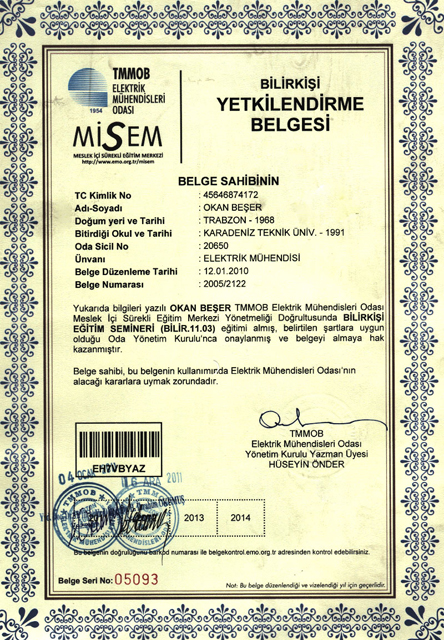 TMMOB
ELEKTRİK
MÜHENDİSLERİ
ODASI
1954
MİSEM
MESLEK İÇİ SÜREKLİ EĞİTİM MERKEZİ
http://www.emo.org.tr/misem
BİLİRKİŞİ
YETKİLENDİRME
BELGESİ
BELGE SAHİBİNİN
TC Kimlik No : 45646874172
Adı-Soyadı : OKAN BEŞER
Doğum yeri ve Tarihi : TRABZON - 1968
Bitirdiği Okul ve Tarihi : KARADENİZ TEKNİK ÜNİV. - 1991
Oda Sicil No : 20650
Ünvanı : ELEKTRİK MÜHENDİSİ
Belge Düzenleme Tarihi : 12.01.2010
Belge Numarası : 2005/2122
Yukarıda bilgileri yazılı OKAN BEŞER TMMOB Elektrik Mühendisleri Odası
Meslek İçi Sürekli Eğitim Merkezi Yönetmeliği Doğrultusunda BİLİRKİŞİ
EĞİTİM SEMİNERİ (BİLİR.11.03) eğitimi almış, belirtilen şartlara uygun
olduğu Oda Yönetim Kurulu'nca onaylanmış ve belgeyi almaya hak
kazanmıştır.
Belge sahibi, bu belgenin kullanımında Elektrik Mühendisleri Odası'nın
alacağı kararlara uymak zorundadır.
TMMOB
Elektrik Mühendisleri Odası
Yönetim Kurulu Yazman Üyesi
HÜSEYİN ÖNDER
EH7VBYAZ
04 OCAK
16 ARA 2011
TMMOB
2013 2014
Bu belgenin doğruluğunu barkod numarası ile belgekontrol.emo.org.tr adresinden kontrol edebilirsiniz.
Belge Seri No: 05093
Not: Bu belge düzenlendiği ve vizelendiği yıl için geçerlidir.